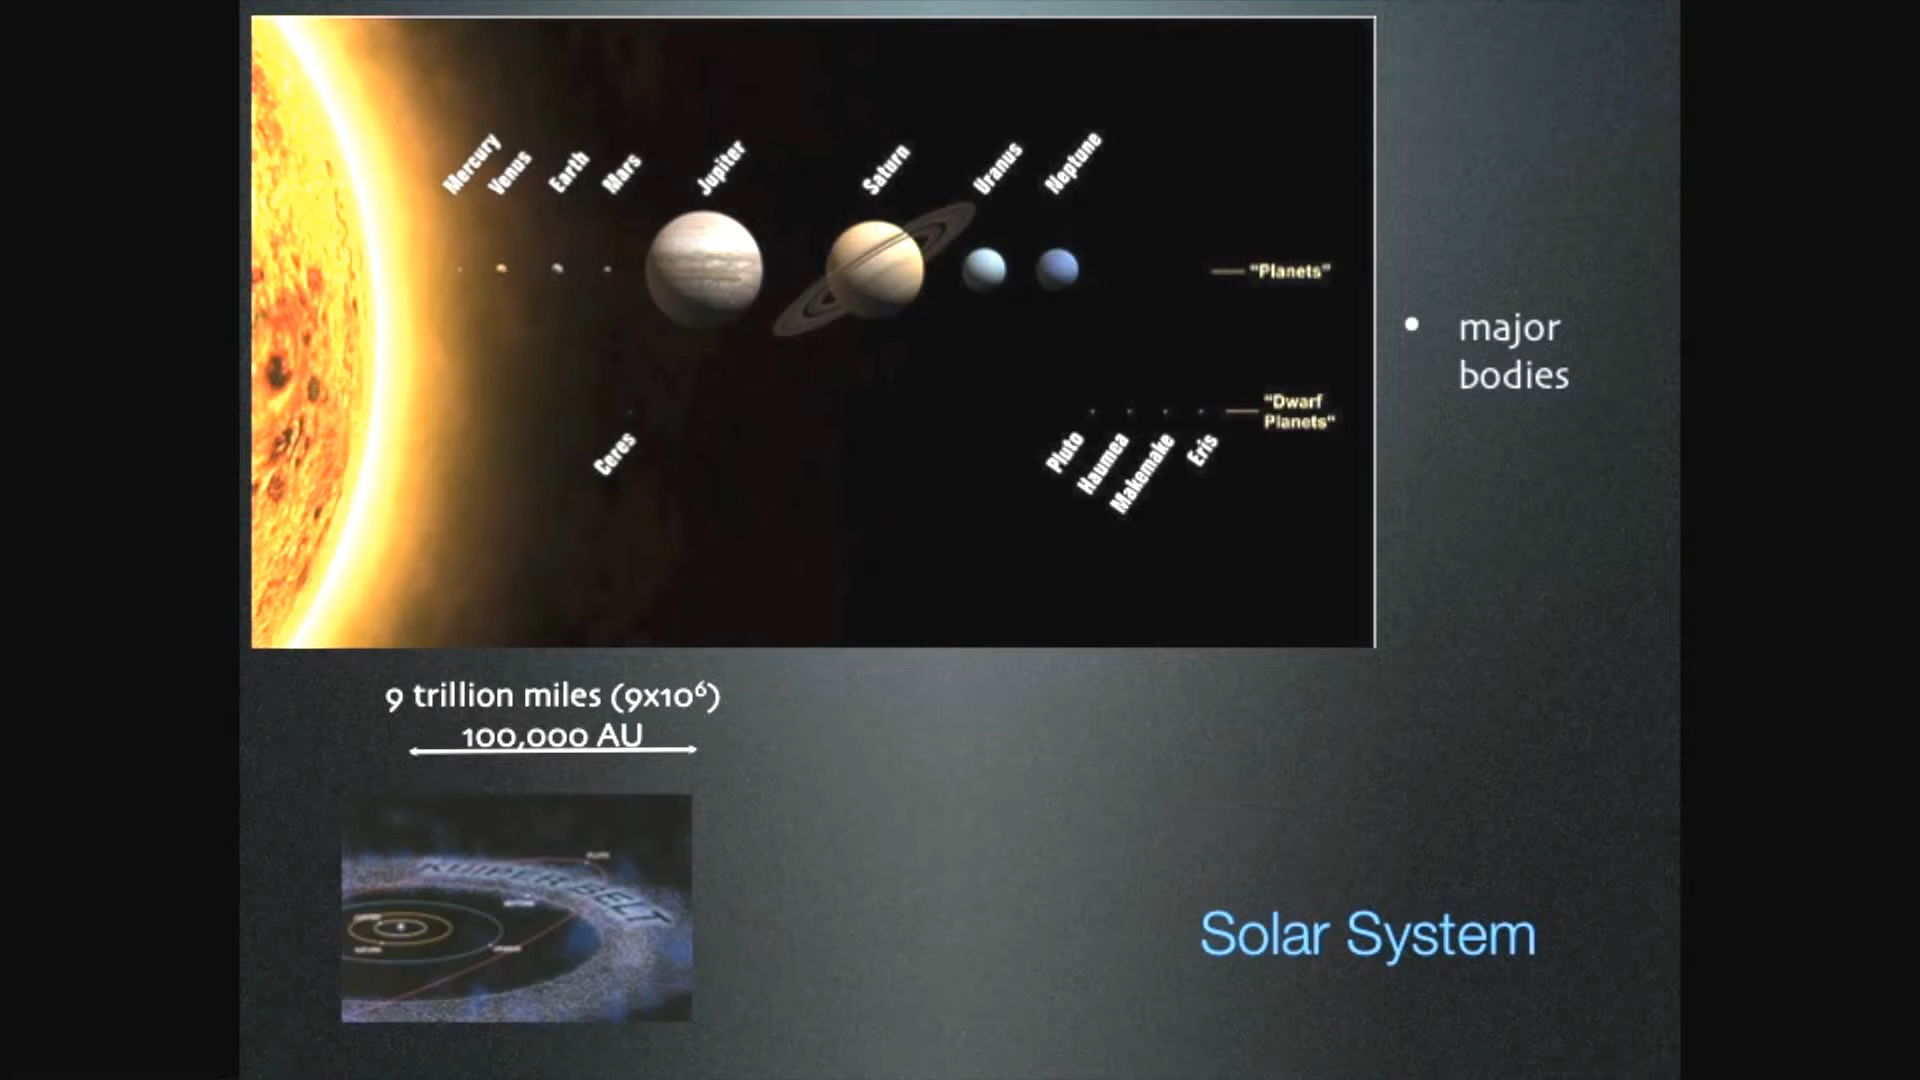 Mercury
Venus
Earth
Mars
Jupiter
Saturn
Uranus
Neptune
"Planets"
"Dwarf
Planets"
Ceres
Pluto
Haumea
Makemake
Eris
• major
bodies
9 trillion miles (9x10⁶)
100,000 AU
KUIPER BELT
Solar System